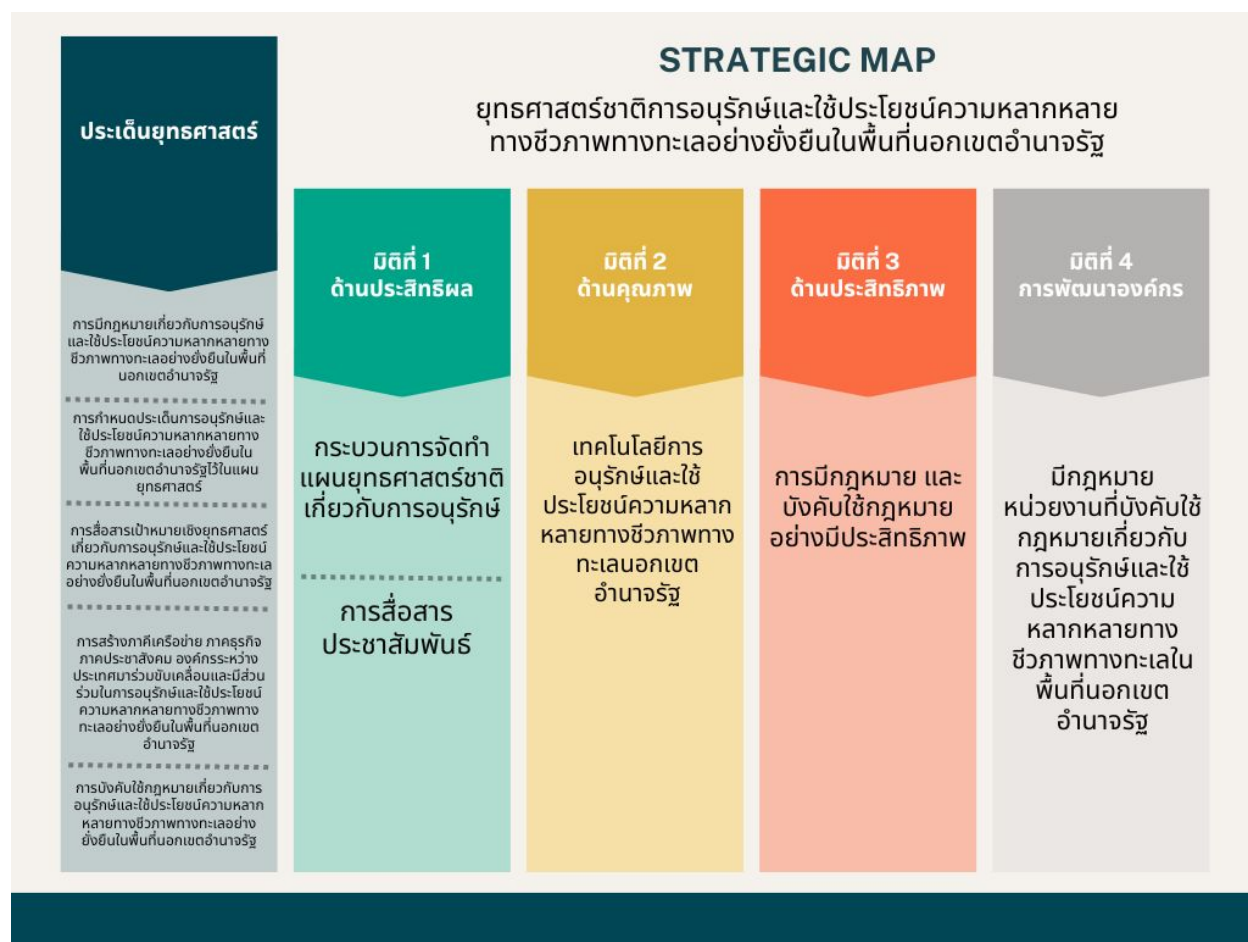 STRATEGIC MAP
ยุทธศาสตร์ชาติการอนุรักษ์และใช้ประโยชน์ความหลากหลาย
ทางชีวภาพทางทะเลอย่างยั่งยืนในพื้นที่นอกเขตอำนาจรัฐ
ประเด็นยุทธศาสตร์
การมีกฎหมายเกี่ยวกับการอนุรักษ์
และใช้ประโยชน์ความหลากหลายทาง
ชีวภาพทางทะเลอย่างยั่งยืนในพื้นที่
นอกเขตอำนาจรัฐ
การกำหนดประเด็นการอนุรักษ์และ
ใช้ประโยชน์ความหลากหลายทาง
ชีวภาพทางทะเลอย่างยั่งยืนใน
พื้นที่นอกเขตอำนาจรัฐไว้ในแผน
ยุทธศาสตร์
การสื่อสารเป้าหมายเชิงยุทธศาสตร์
เกี่ยวกับการอนุรักษ์และใช้ประโยชน์
ความหลากหลายทางชีวภาพทางทะเล
อย่างยั่งยืนในพื้นที่นอกเขตอำนาจรัฐ
การสร้างภาคีเครือข่าย ภาคธุรกิจ
ภาคประชาสังคม องค์กรระหว่าง
ประเทศมาร่วมขับเคลื่อนและมีส่วน
ร่วมในการอนุรักษ์และใช้ประโยชน์
ความหลากหลายทางชีวภาพทาง
ทะเลอย่างยั่งยืนในพื้นที่นอกเขต
อำนาจรัฐ
การบังคับใช้กฎหมายเกี่ยวกับการ
อนุรักษ์และใช้ประโยชน์ความหลาก
หลายทางชีวภาพทางทะเลอย่าง
ยั่งยืนในพื้นที่นอกเขตอำนาจรัฐ
มิติที่ 1
ด้านประสิทธิผล
กระบวนการจัดทำ
แผนยุทธศาสตร์ชาติ
เกี่ยวกับการอนุรักษ์
การสื่อสาร
ประชาสัมพันธ์
มิติที่ 2
ด้านคุณภาพ
เทคโนโลยีการ
อนุรักษ์และใช้
ประโยชน์ความหลาก
หลายทางชีวภาพทาง
ทะเลนอกเขต
อำนาจรัฐ
มิติที่ 3
ด้านประสิทธิภาพ
การมีกฎหมาย และ
บังคับใช้กฎหมาย
อย่างมีประสิทธิภาพ
มิติที่ 4
การพัฒนาองค์กร
มีกฎหมาย
หน่วยงานที่บังคับใช้
กฎหมายเกี่ยวกับ
การอนุรักษ์และใช้
ประโยชน์ความ
หลากหลายทาง
ชีวภาพทางทะเลใน
พื้นที่นอกเขต
อำนาจรัฐ